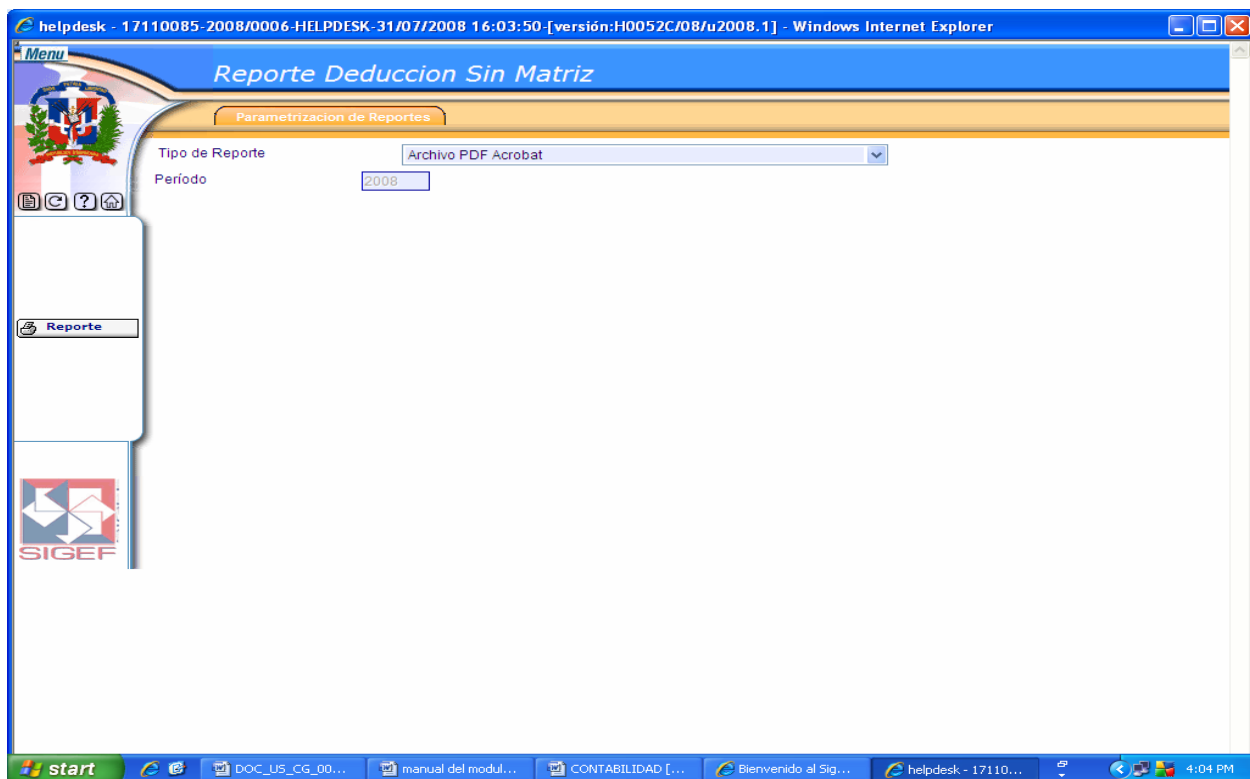 helpdesk - 17110085-2008/0006-HELPDESK-31/07/2008 16:03:50-[versión:H0052C/08/u2008.1] - Windows Internet Explorer
Menu
Reporte Deduccion Sin Matriz
Parametrizacion de Reportes
Tipo de Reporte Archivo PDF Acrobat
Período 2008
Reporte
SIGEF
start DOC_US_CG_00... manual del modul... CONTABILIDAD [... Bienvenido al Sig... helpdesk - 17110... 4:04 PM